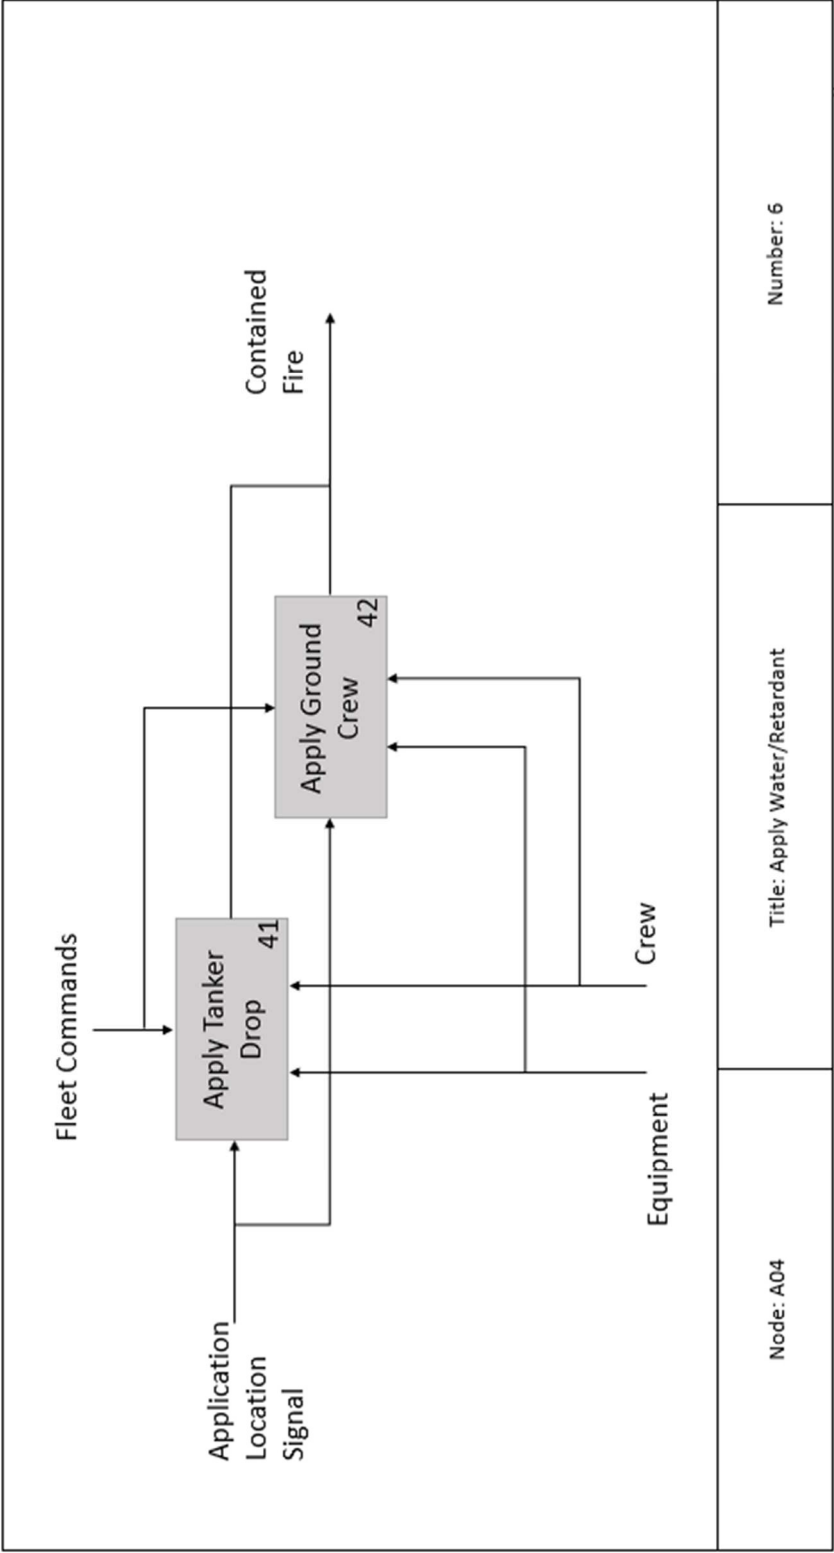 Fleet Commands
Application
Location
Signal
Apply Tanker
Drop
41
Apply Ground
Crew
42
Contained
Fire
Equipment
Crew
Node: A04
Title: Apply Water/Retardant
Number: 6